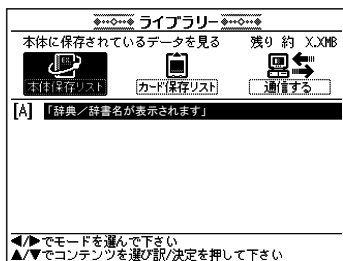 ライブラリー
本体に保存されているデータを見る 残り 約 X.XMB
本体保存リスト カード保存リスト 通信する
[A] 「辞典／辞書名が表示されます」
◀/▶でモードを選んで下さい
▲/▼でコンテンツを選び訳/決定を押して下さい